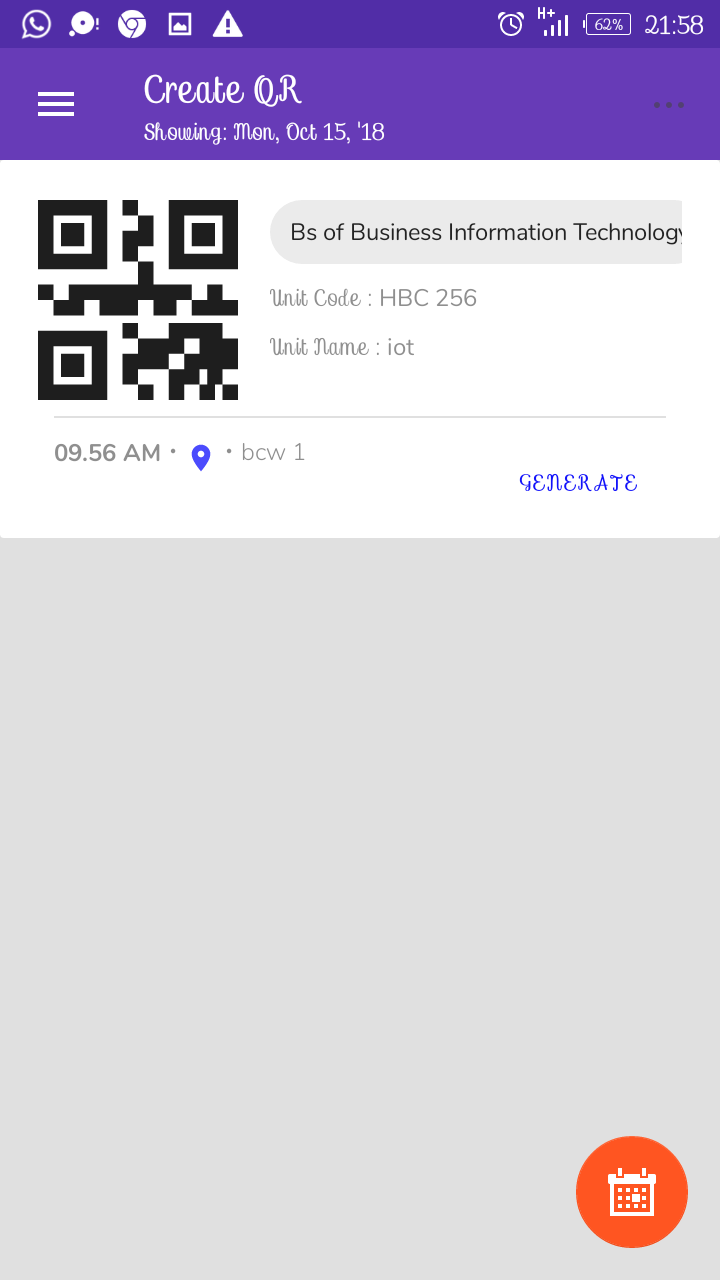 H+ 62% 21:58
Create QR
Showing: Mon, Oct 15, '18
Bs of Business Information Technology
Unit Code : HBC 256
Unit Name : iot
09.56 AM • • bcw 1
GENERATE